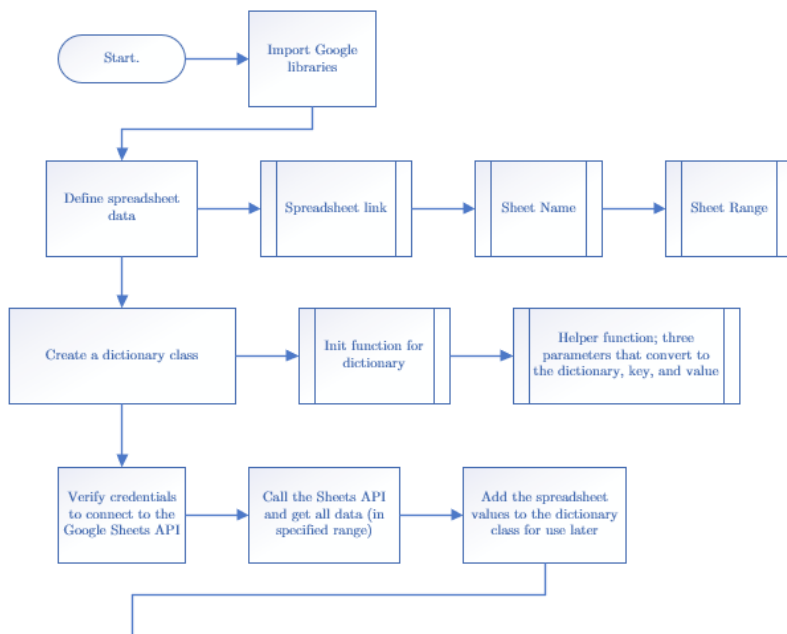 Start.
Import Google
libraries
Define spreadsheet
data
Spreadsheet link
Sheet Name
Sheet Range
Create a dictionary class
Init function for
dictionary
Helper function; three
parameters that convert to
the dictionary, key, and value
Verify credentials
to connect to the
Google Sheets API
Call the Sheets API
and get all data (in
specified range)
Add the spreadsheet
values to the dictionary
class for use later